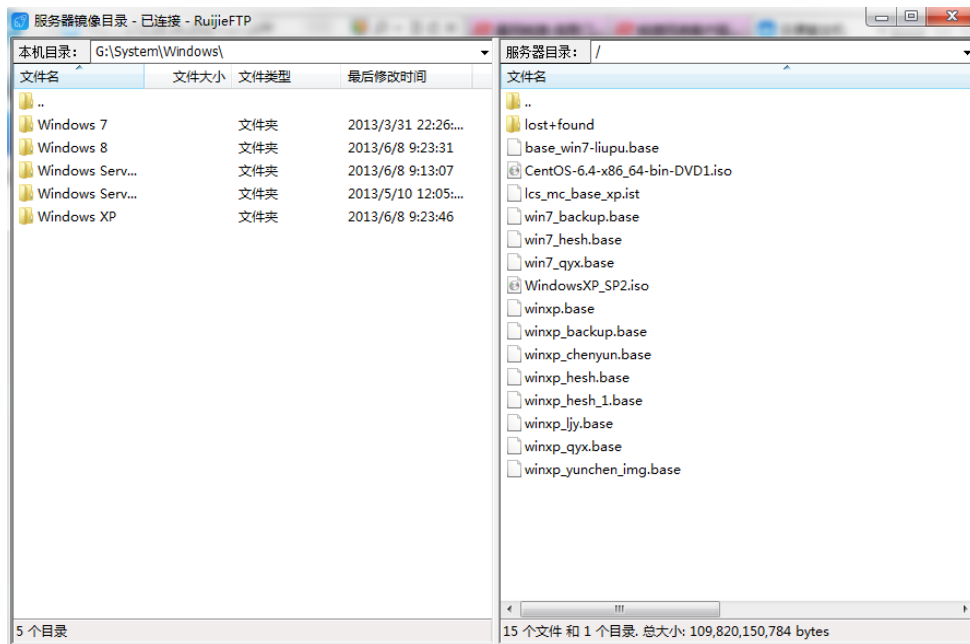 服务器镜像目录 - 已连接 - RuijieFTP
本机目录： G:\System\Windows\
文件名 文件大小 文件类型 最后修改时间
..
Windows 7 文件夹 2013/3/31 22:26:...
Windows 8 文件夹 2013/6/8 9:23:31
Windows Serv... 文件夹 2013/6/8 9:13:07
Windows Serv... 文件夹 2013/5/10 12:05:...
Windows XP 文件夹 2013/6/8 9:23:46
5 个目录
服务器目录： /
文件名
..
lost+found
base_win7-liupu.base
CentOS-6.4-x86_64-bin-DVD1.iso
lcs_mc_base_xp.ist
win7_backup.base
win7_hesh.base
win7_qyx.base
WindowsXP_SP2.iso
winxp.base
winxp_backup.base
winxp_chenyun.base
winxp_hesh.base
winxp_hesh_1.base
winxp_ljy.base
winxp_qyx.base
winxp_yunchen_img.base
15 个文件 和 1 个目录. 总大小: 109,820,150,784 bytes